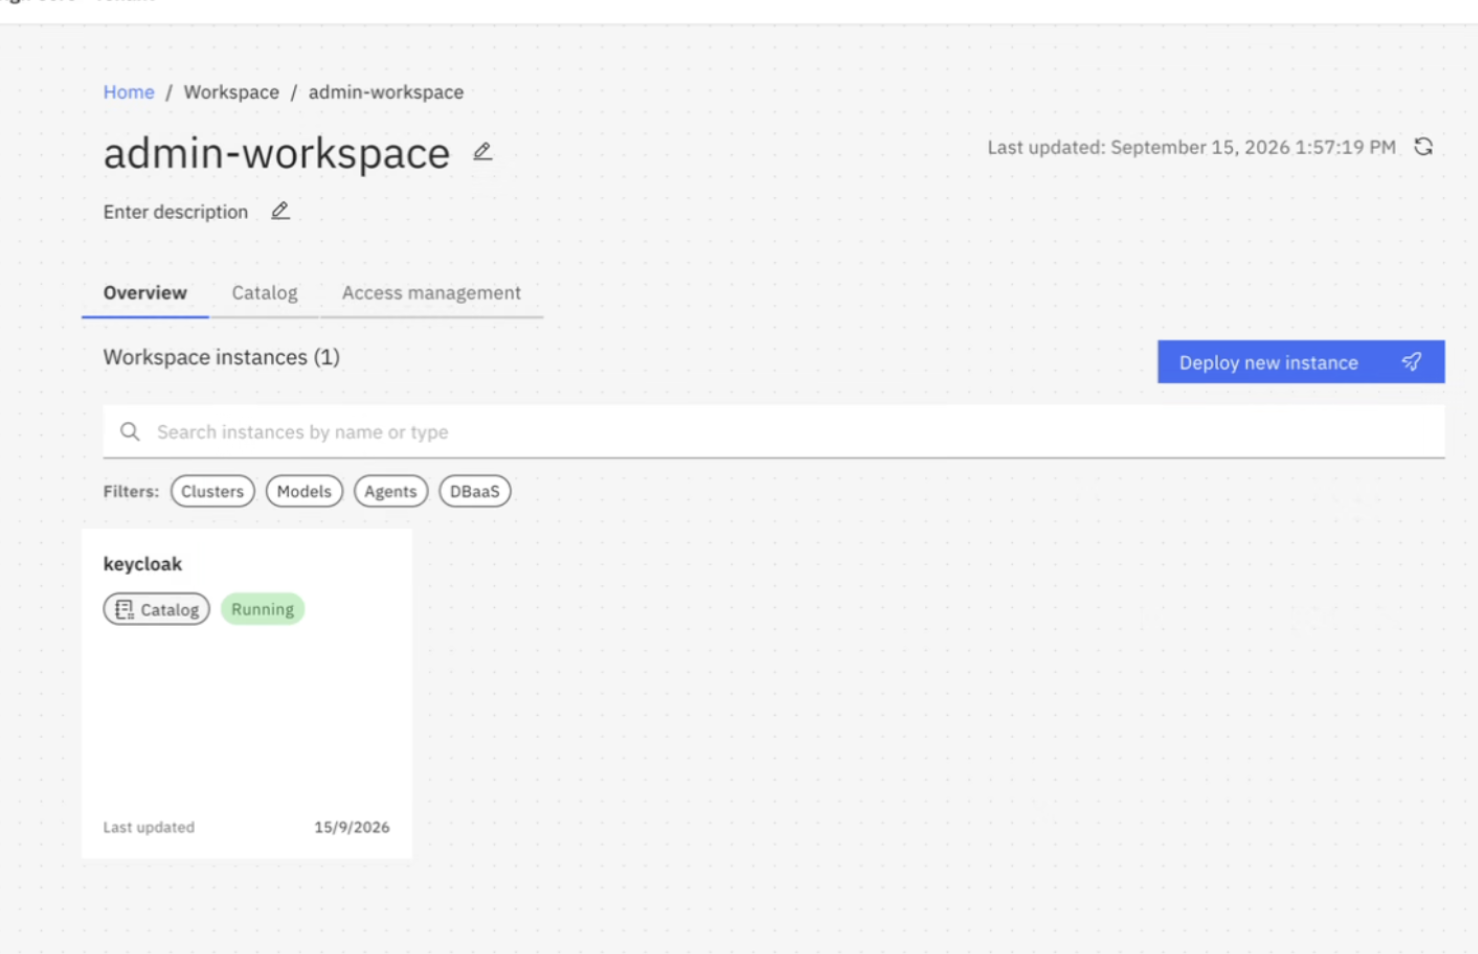 Home / Workspace / admin-workspace
admin-workspace
Last updated: September 15, 2026 1:57:19 PM
Enter description
Overview Catalog Access management
Workspace instances (1)
Deploy new instance
Search instances by name or type
Filters: Clusters Models Agents DBaaS
keycloak
Catalog Running
Last updated 15/9/2026